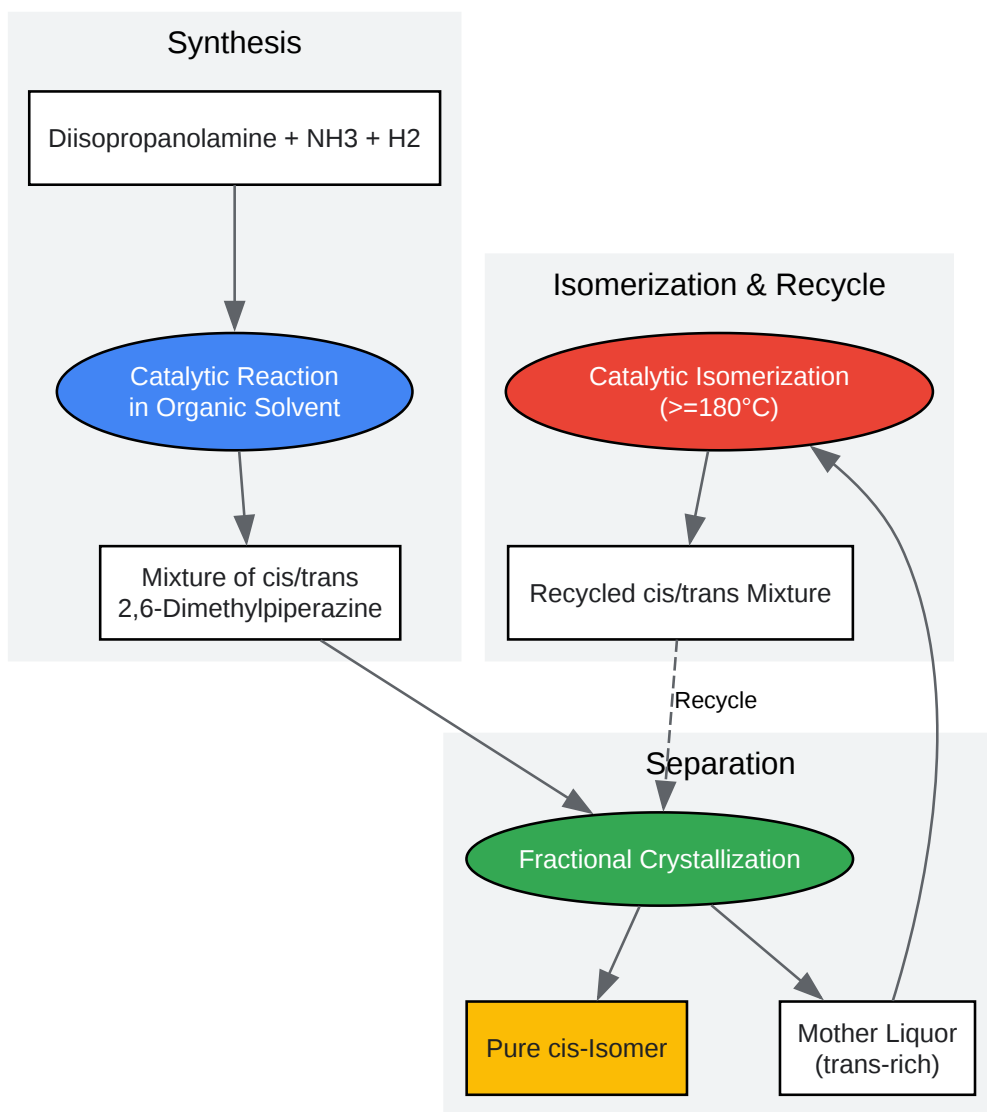 Synthesis
Diisopropanolamine + NH3 + H2
Catalytic Reaction
in Organic Solvent
Mixture of cis/trans
2,6-Dimethylpiperazine
Isomerization & Recycle
Catalytic Isomerization
(>=180°C)
Recycled cis/trans Mixture
Recycle
Separation
Fractional Crystallization
Pure cis-Isomer
Mother Liquor
(trans-rich)